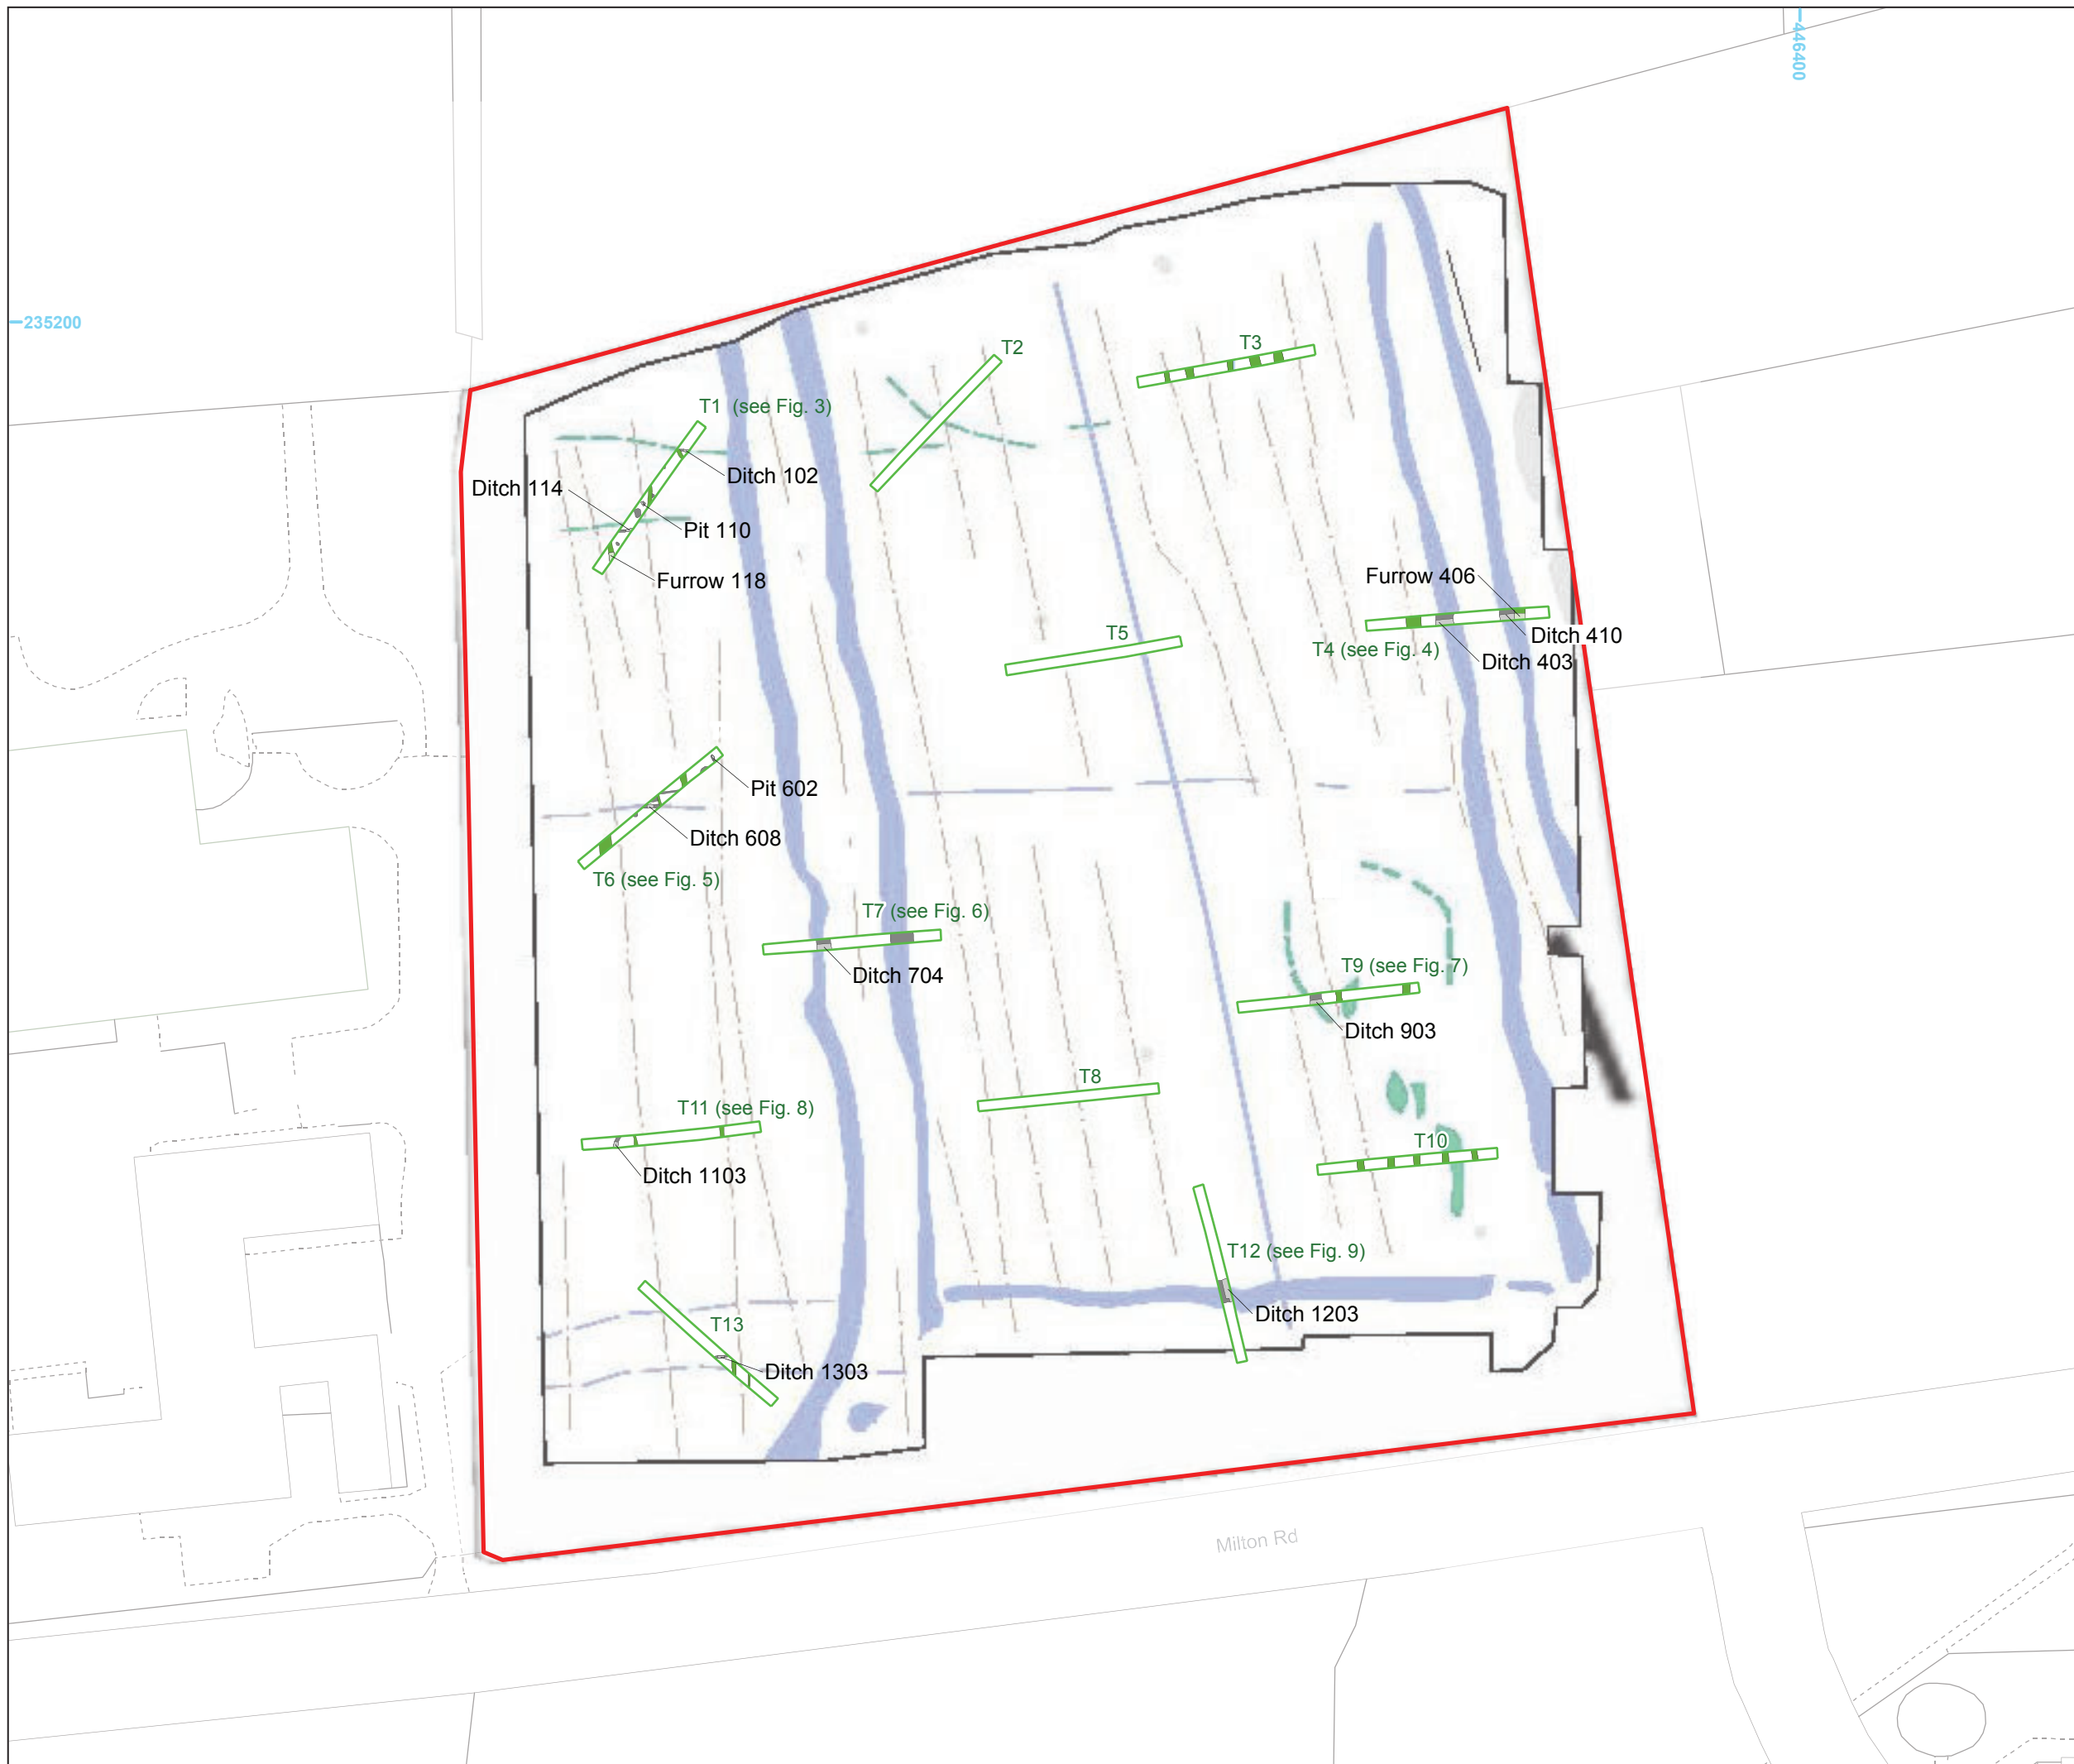 446400
235200
T2
T3
T1 (see Fig. 3)
Ditch 102
Ditch 114
Pit 110
Furrow 118
Furrow 406
Ditch 410
T4 (see Fig. 4)
Ditch 403
T5
Pit 602
Ditch 608
T6 (see Fig. 5)
T7 (see Fig. 6)
Ditch 704
T9 (see Fig. 7)
Ditch 903
T8
T11 (see Fig. 8)
Ditch 1103
T10
T12 (see Fig. 9)
Ditch 1203
T13
Ditch 1303
Milton Rd